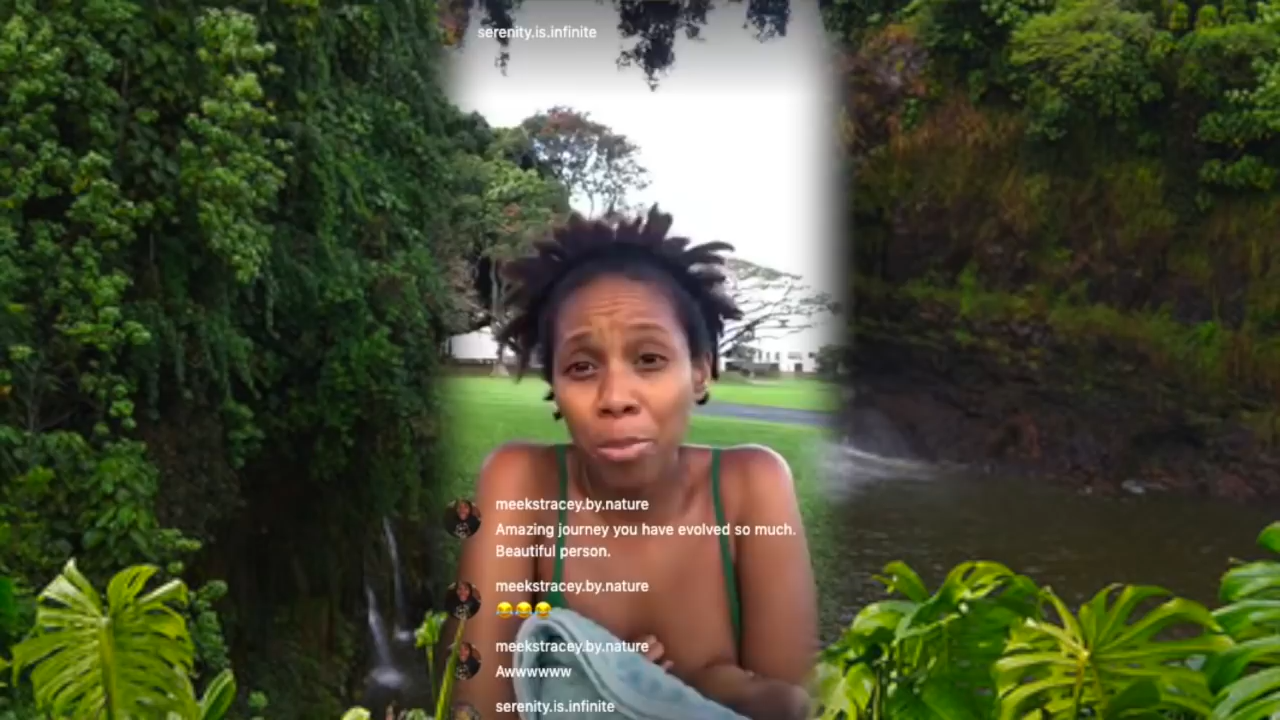 serenity.is.infinite
meekstracey.by.nature
Amazing journey you have evolved so much.
Beautiful person.
meekstracey.by.nature
😂😂😂
meekstracey.by.nature
Awwwwww
serenity.is.infinite